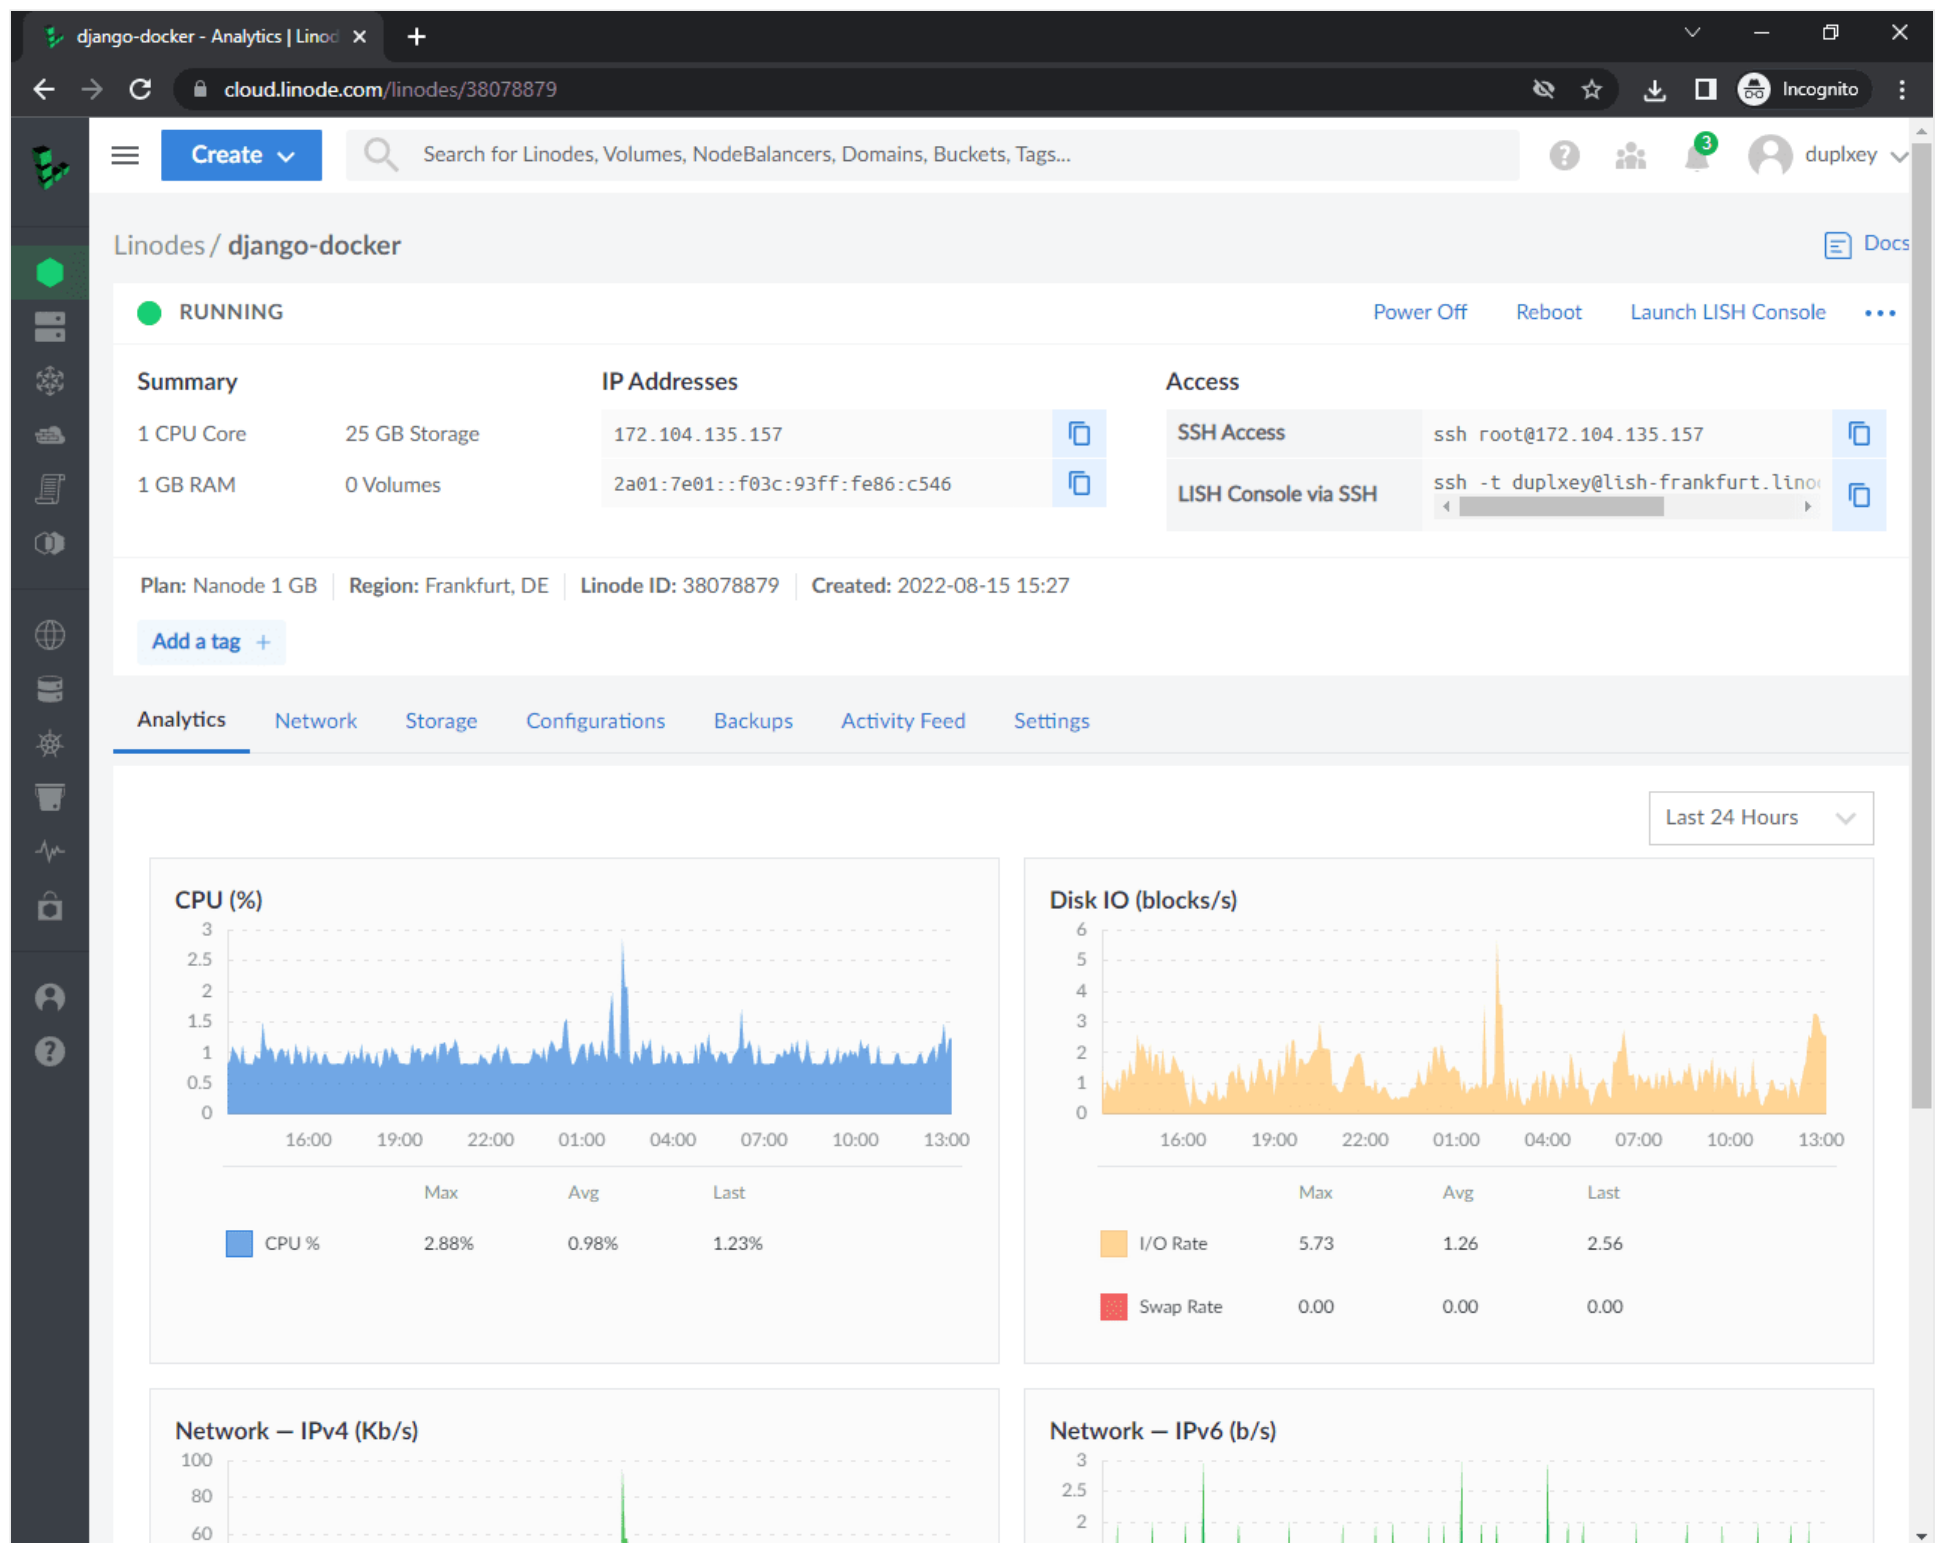 django-docker - Analytics | Linod
cloud.linode.com/linodes/38078879
Incognito
Create
Search for Linodes, Volumes, NodeBalancers, Domains, Buckets, Tags...
3
duplxey
Linodes / django-docker
Docs
RUNNING
Power Off
Reboot
Launch LISH Console
Summary
1 CPU Core
25 GB Storage
1 GB RAM
0 Volumes
IP Addresses
172.104.135.157
2a01:7e01::f03c:93ff:fe86:c546
Access
SSH Access
ssh root@172.104.135.157
LISH Console via SSH
ssh -t duplxey@lish-frankfurt.lino
Plan: Nanode 1 GB
Region: Frankfurt, DE
Linode ID: 38078879
Created: 2022-08-15 15:27
Add a tag +
Analytics
Network
Storage
Configurations
Backups
Activity Feed
Settings
Last 24 Hours
CPU (%)
3
2.5
2
1.5
1
0.5
0
16:00 19:00 22:00 01:00 04:00 07:00 10:00 13:00
Max Avg Last
CPU % 2.88% 0.98% 1.23%
Disk IO (blocks/s)
6
5
4
3
2
1
0
16:00 19:00 22:00 01:00 04:00 07:00 10:00 13:00
Max Avg Last
I/O Rate 5.73 1.26 2.56
Swap Rate 0.00 0.00 0.00
Network — IPv4 (Kb/s)
100
80
60
Network — IPv6 (b/s)
3
2.5
2